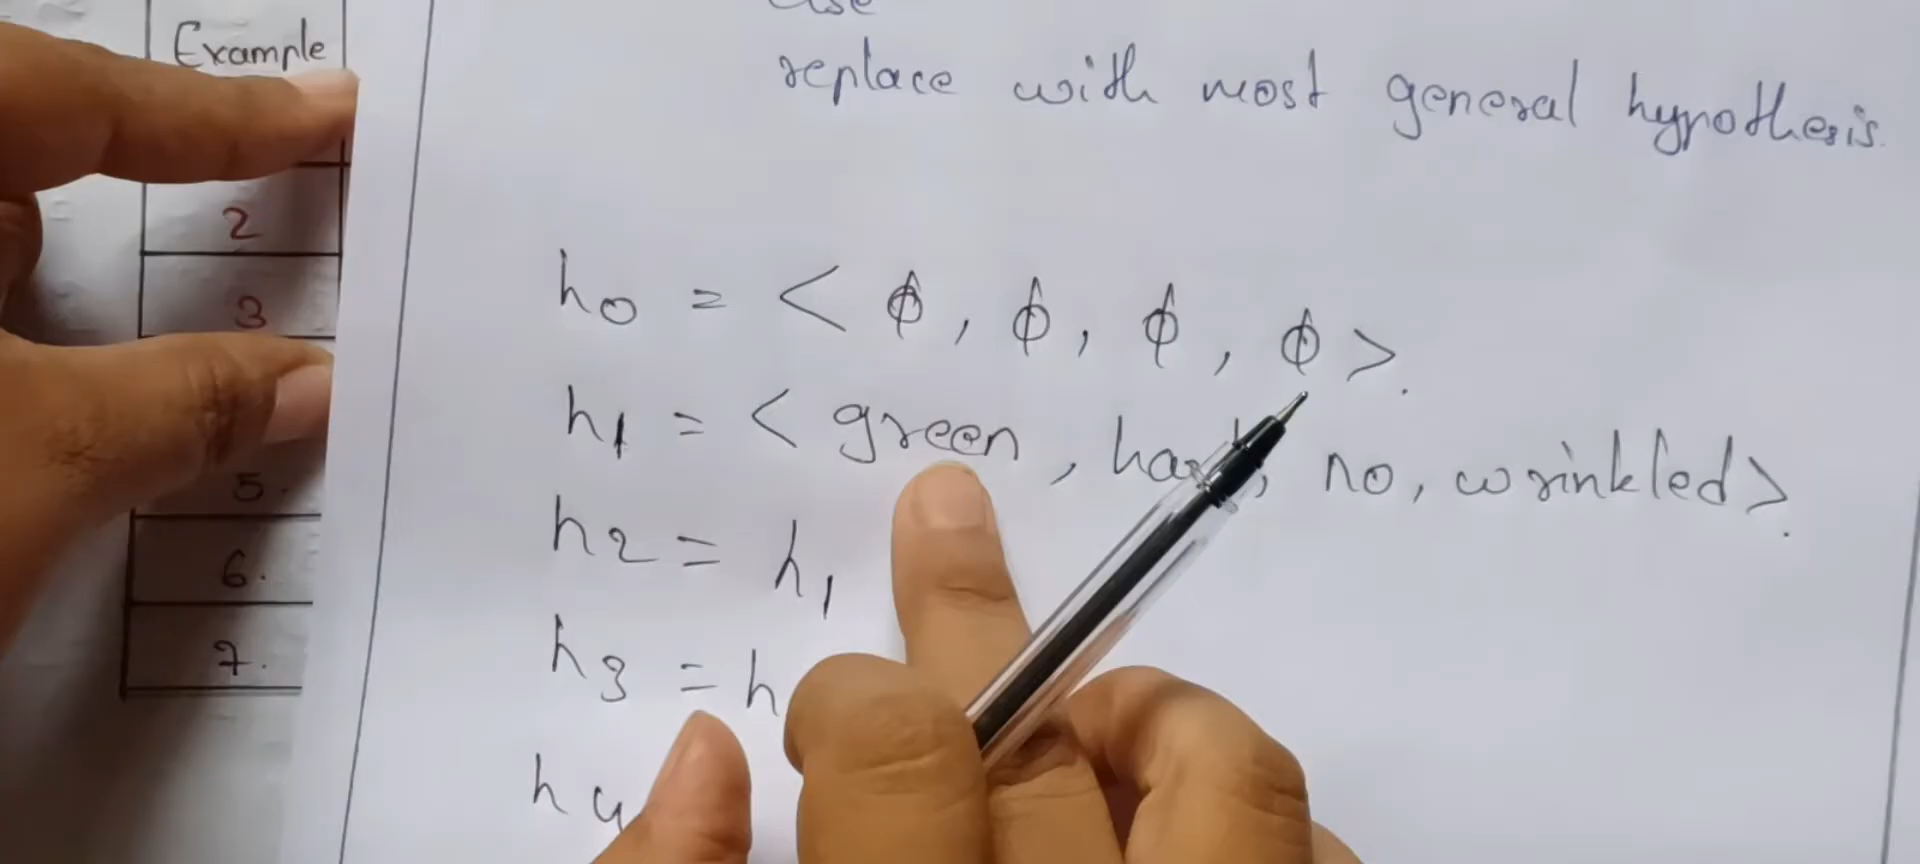 Example
2
3
5.
6.
7.
replace with most general hypothesis.
h0 = < ϕ, ϕ, ϕ, ϕ >.
h1 = < green, no, wrinkled >.
h2 = h1
h3 = h
h4